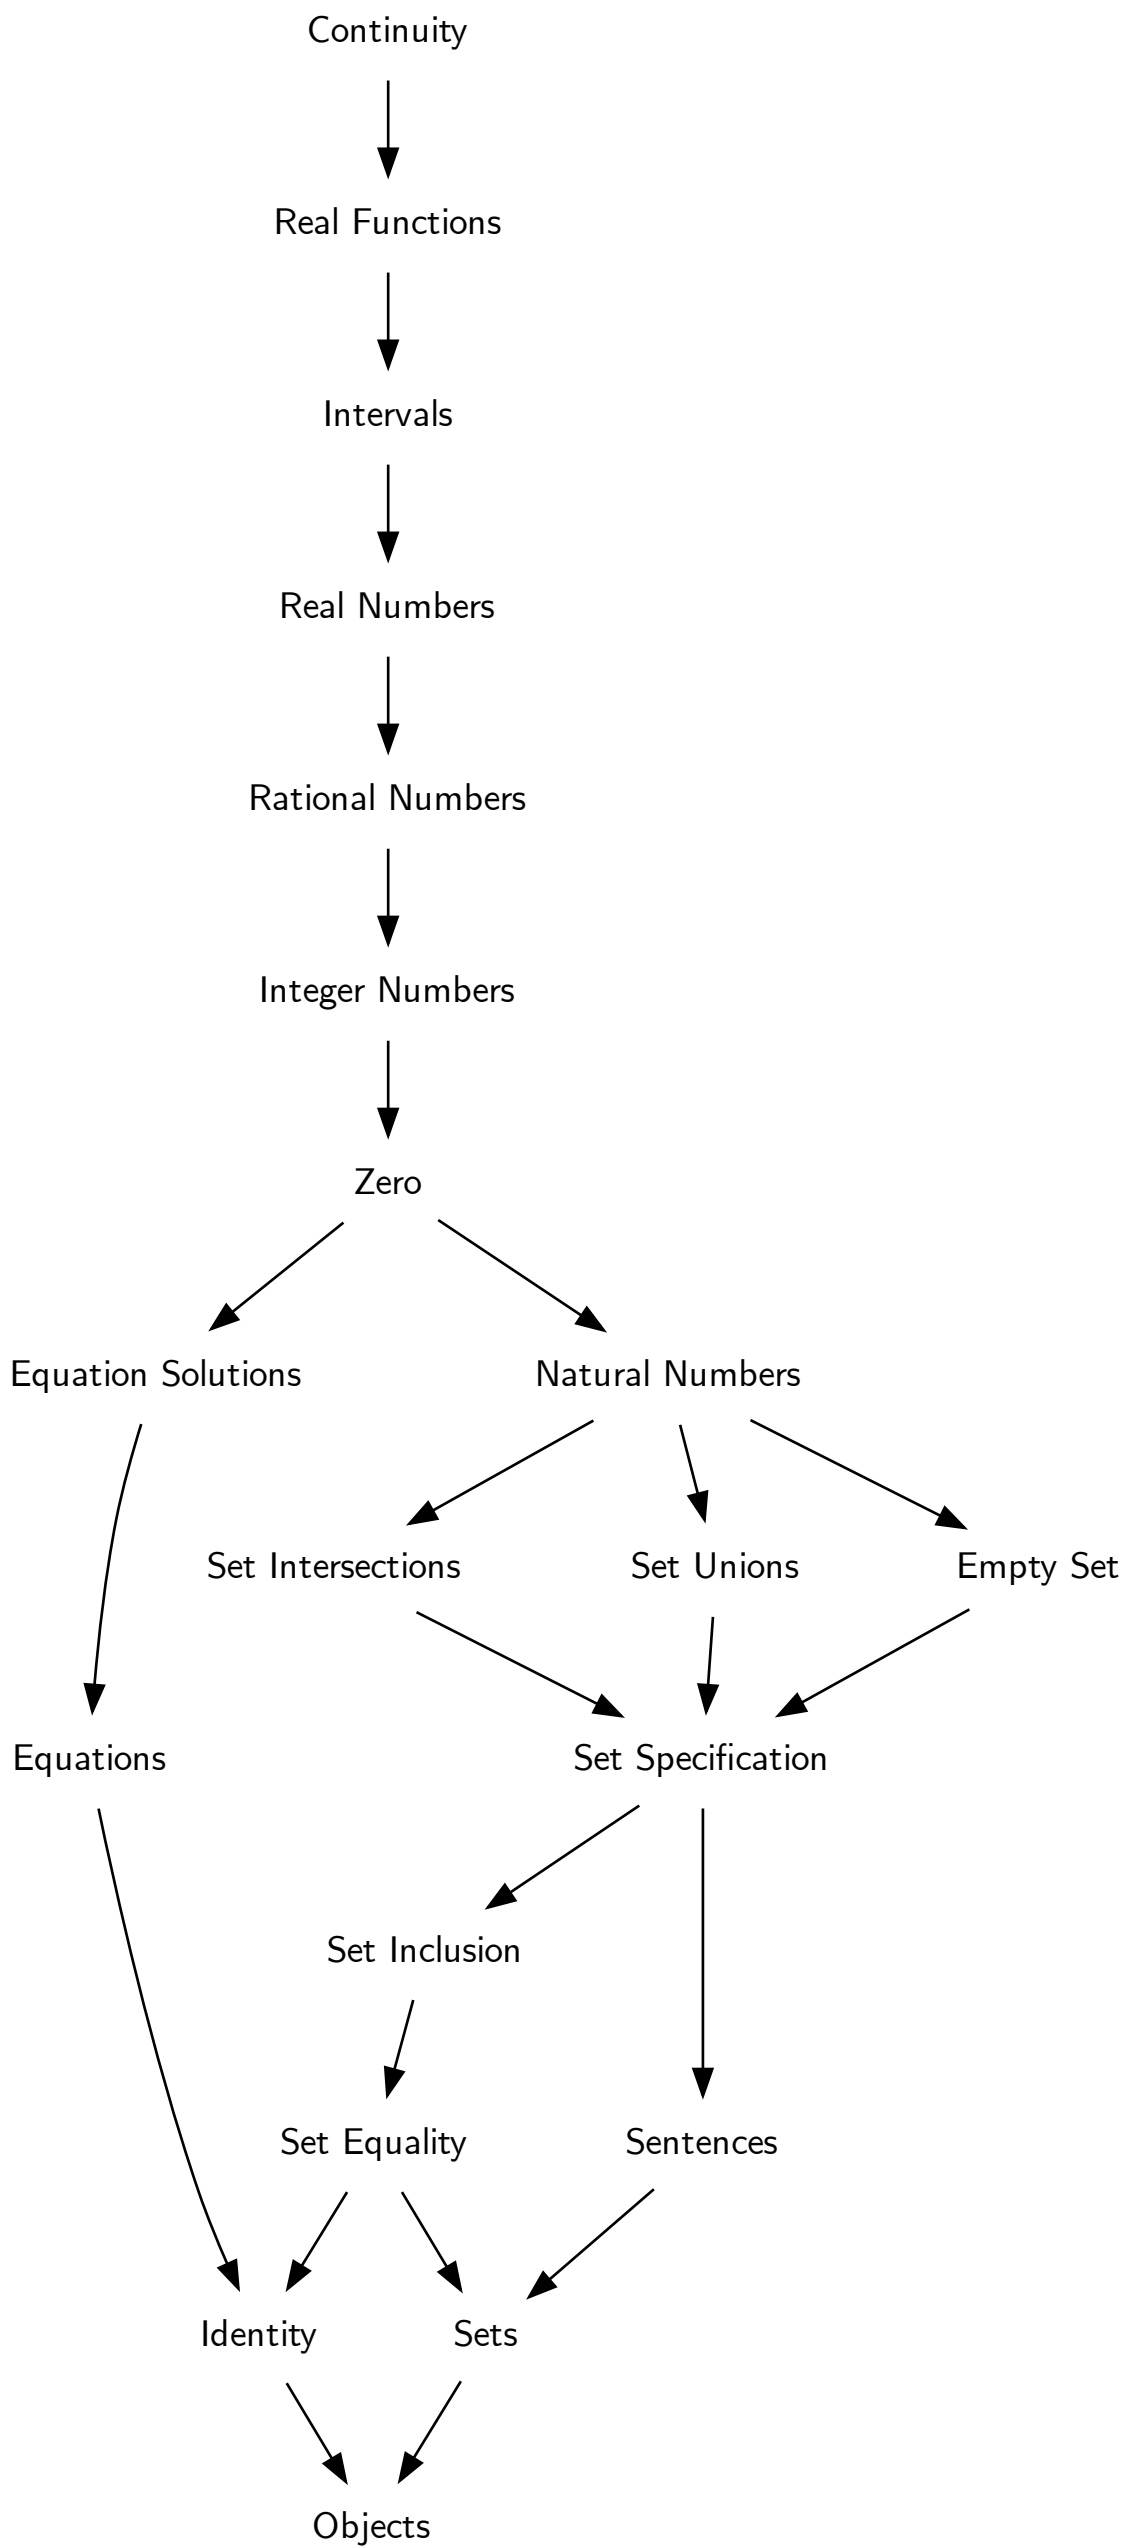 Continuity
Real Functions
Intervals
Real Numbers
Rational Numbers
Integer Numbers
Zero
Equation Solutions
Natural Numbers
Set Intersections
Set Unions
Empty Set
Equations
Set Specification
Set Inclusion
Set Equality
Sentences
Identity
Sets
Objects